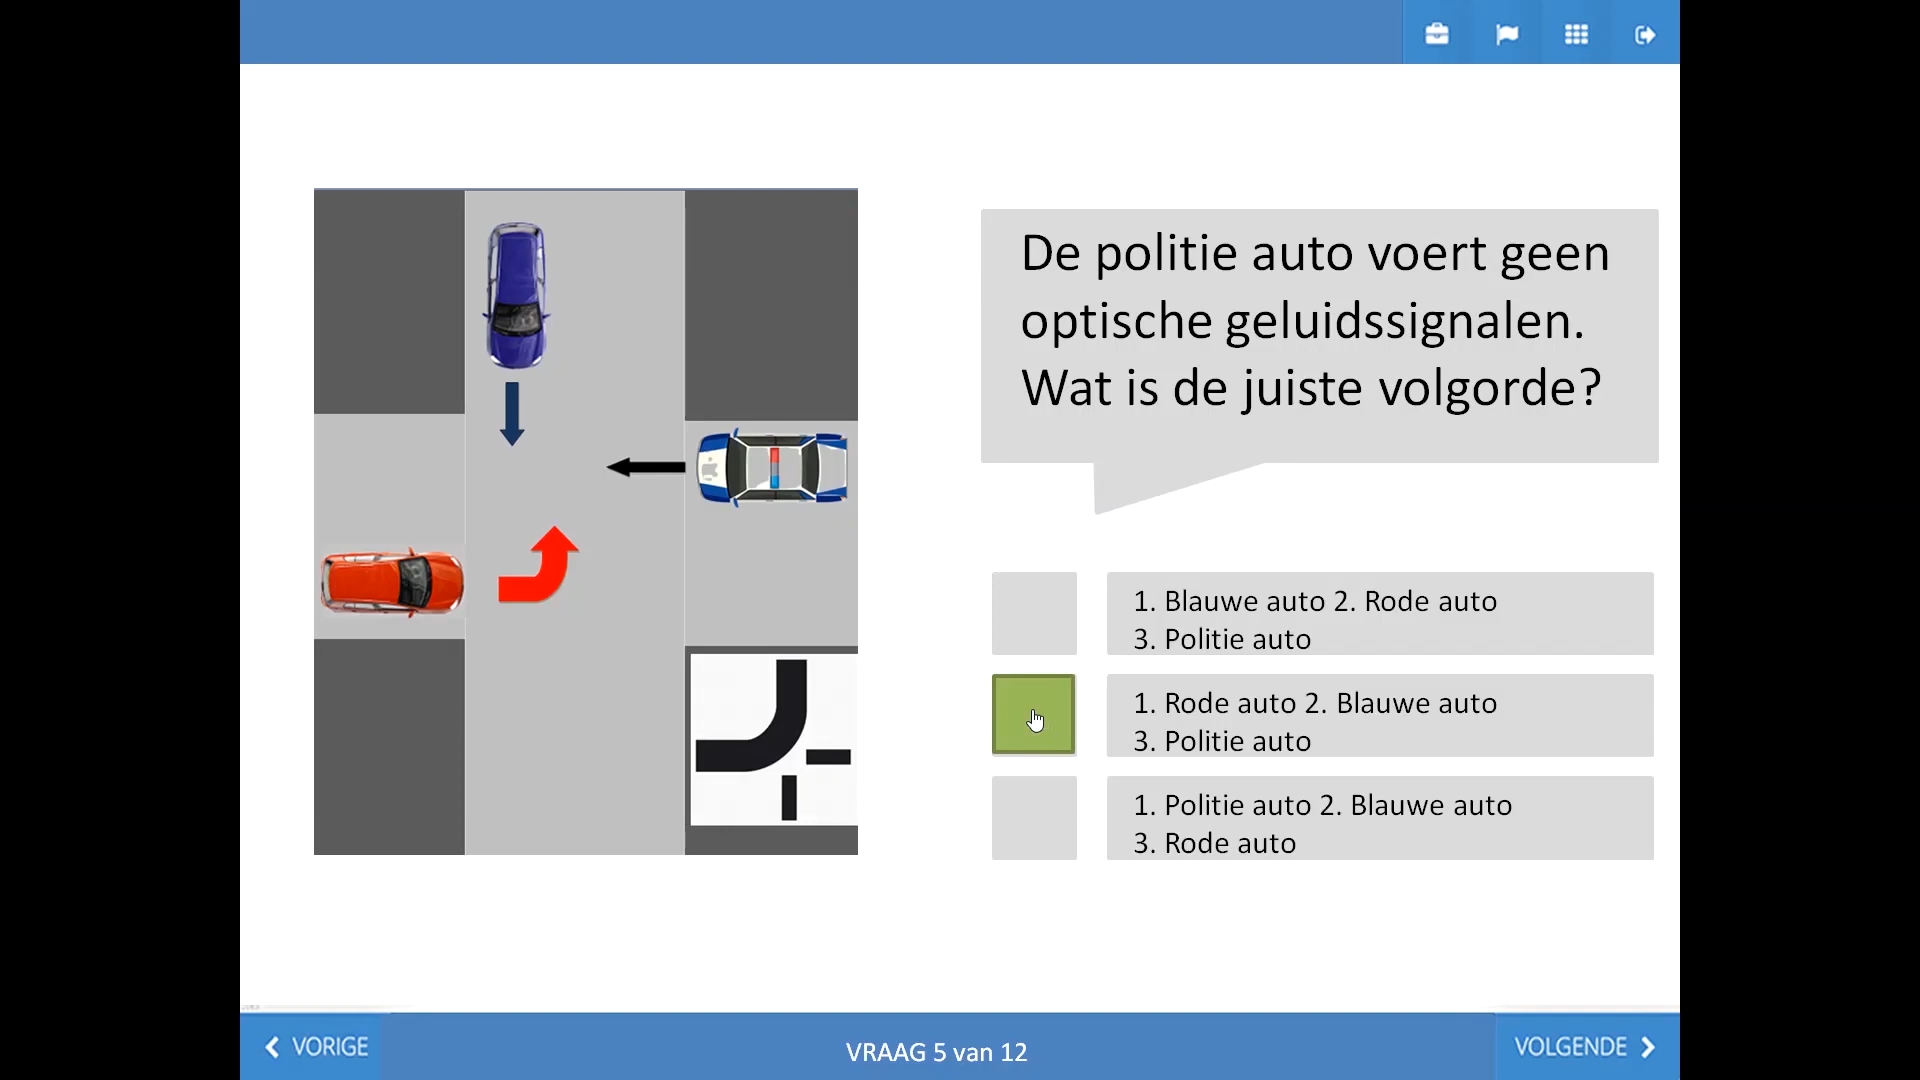 De politie auto voert geen
optische geluidssignalen.
Wat is de juiste volgorde?
1. Blauwe auto 2. Rode auto
3. Politie auto
1. Rode auto 2. Blauwe auto
3. Politie auto
1. Politie auto 2. Blauwe auto
3. Rode auto
VORIGE
VRAAG 5 van 12
VOLGENDE